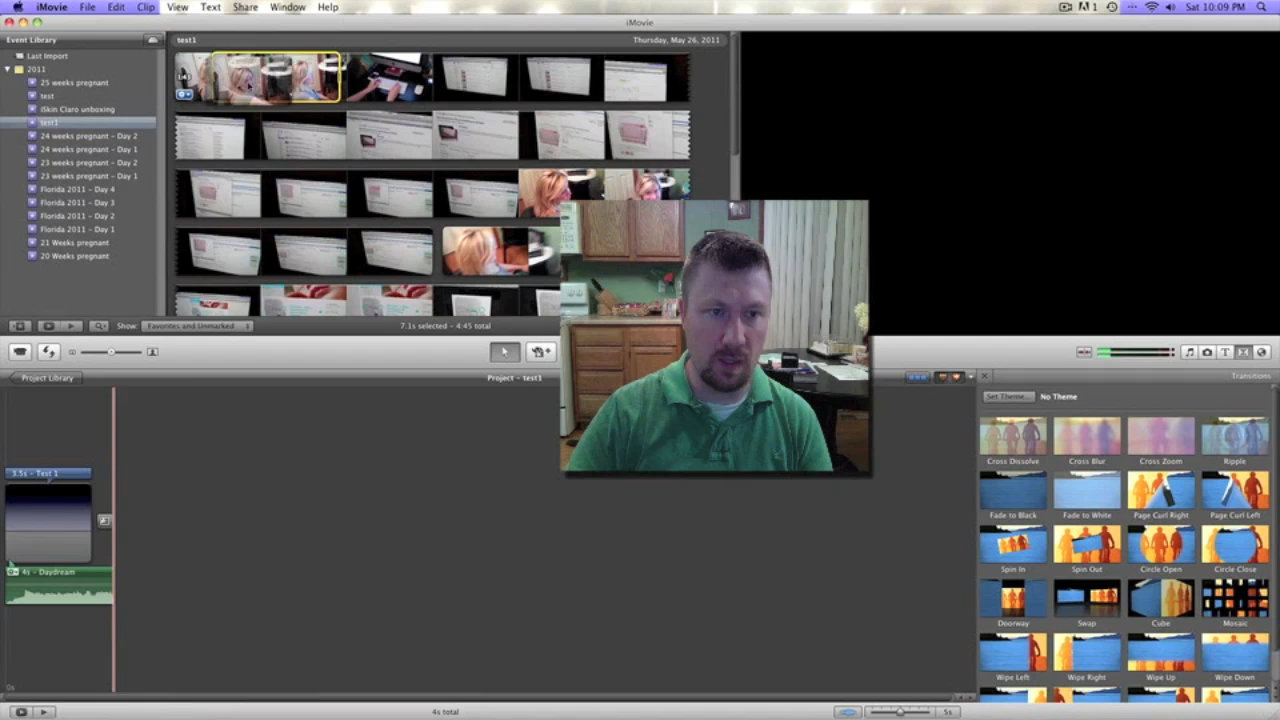 iMovie File Edit Clip View Text Share Window Help
1 Sat 10:09 PM
iMovie
Event Library
test1
Thursday, May 26, 2011
Last Import
2011
25 weeks pregnant
test
iSkin Claro unboxing
test1
24 weeks pregnant – Day 2
24 weeks pregnant – Day 1
23 weeks pregnant – Day 2
23 weeks pregnant – Day 1
Florida 2011 – Day 4
Florida 2011 – Day 3
Florida 2011 – Day 2
Florida 2011 – Day 1
21 Weeks pregnant
20 Weeks pregnant
Show: Favorites and Unmarked
7.1s selected – 4:45 total
Project Library
Project – test1
Transitions
Set Theme... No Theme
Cross Dissolve Cross Blur Cross Zoom Ripple
3.5s – Test 1
Fade to Black Fade to White Page Curl Right Page Curl Left
Spin In Spin Out Circle Open Circle Close
4s – Daydream
Doorway Swap Cube Mosaic
Wipe Left Wipe Right Wipe Up Wipe Down
0s
4s total
5s